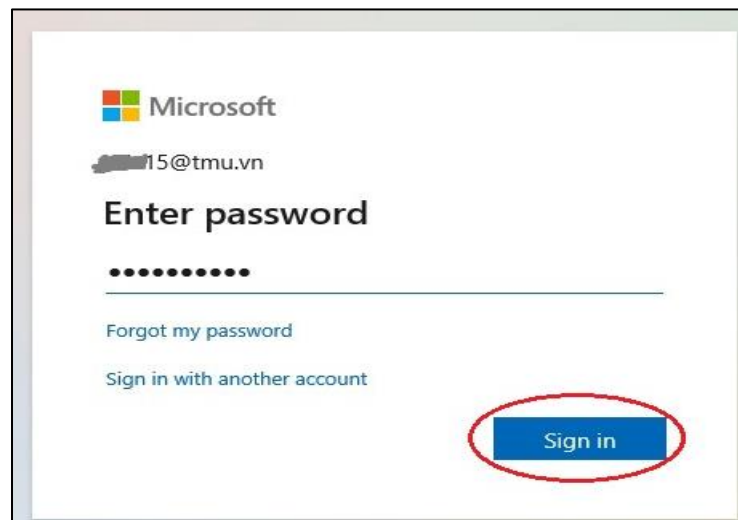 Microsoft
15@tmu.vn
Enter password
••••••••••
Forgot my password
Sign in with another account
Sign in